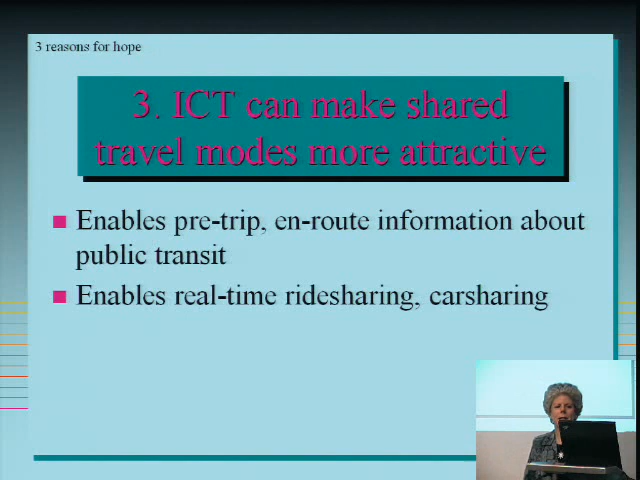 3 reasons for hope
3. ICT can make shared
travel modes more attractive
Enables pre-trip, en-route information about
public transit
Enables real-time ridesharing, carsharing